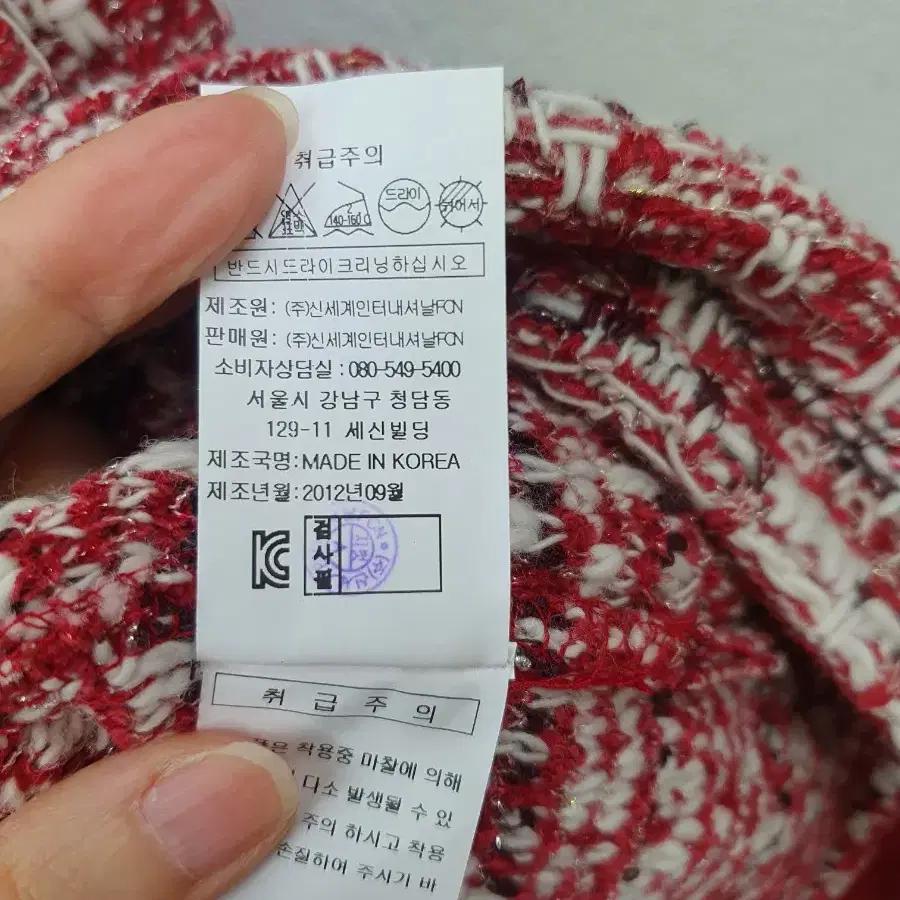 취급주의
140-160℃ 드라이
반드시드라이크리닝하십시오
제조원: (주)신세계인터내셔날FCN
판매원: (주)신세계인터내셔날FCN
소비자상담실 : 080-549-5400
서울시 강남구 청담동
129-11 세신빌딩
제조국명: MADE IN KOREA
제조년월: 2012년09월
검사필
취 급 주 의
착용중 마찰에 의해
다소 발생될 수 있
주의 하시고 착용
손질하여 주시기 바